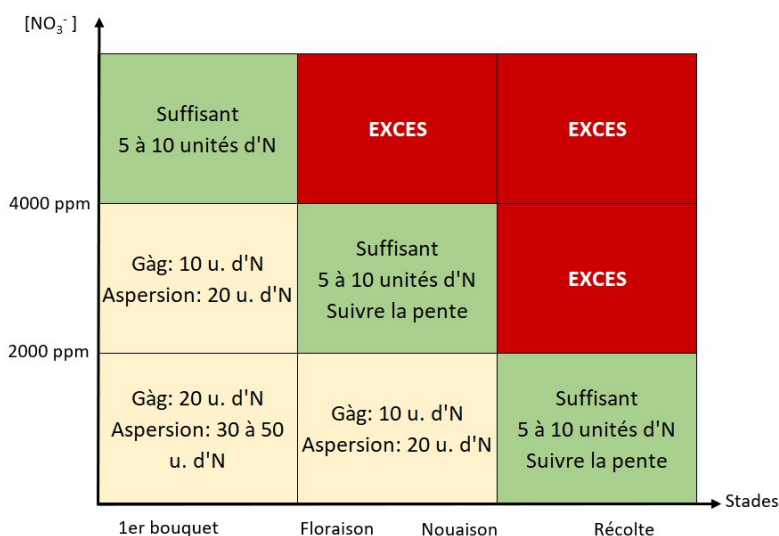 [NO₃⁻]
Suffisant
5 à 10 unités d'N
EXCES
EXCES
4000 ppm
Gàg: 10 u. d'N
Aspersion: 20 u. d'N
Suffisant
5 à 10 unités d'N
Suivre la pente
EXCES
2000 ppm
Gàg: 20 u. d'N
Aspersion: 30 à 50
u. d'N
Gàg: 10 u. d'N
Aspersion: 20 u. d'N
Suffisant
5 à 10 unités d'N
Suivre la pente
Stades
1er bouquet
Floraison
Nouaison
Récolte